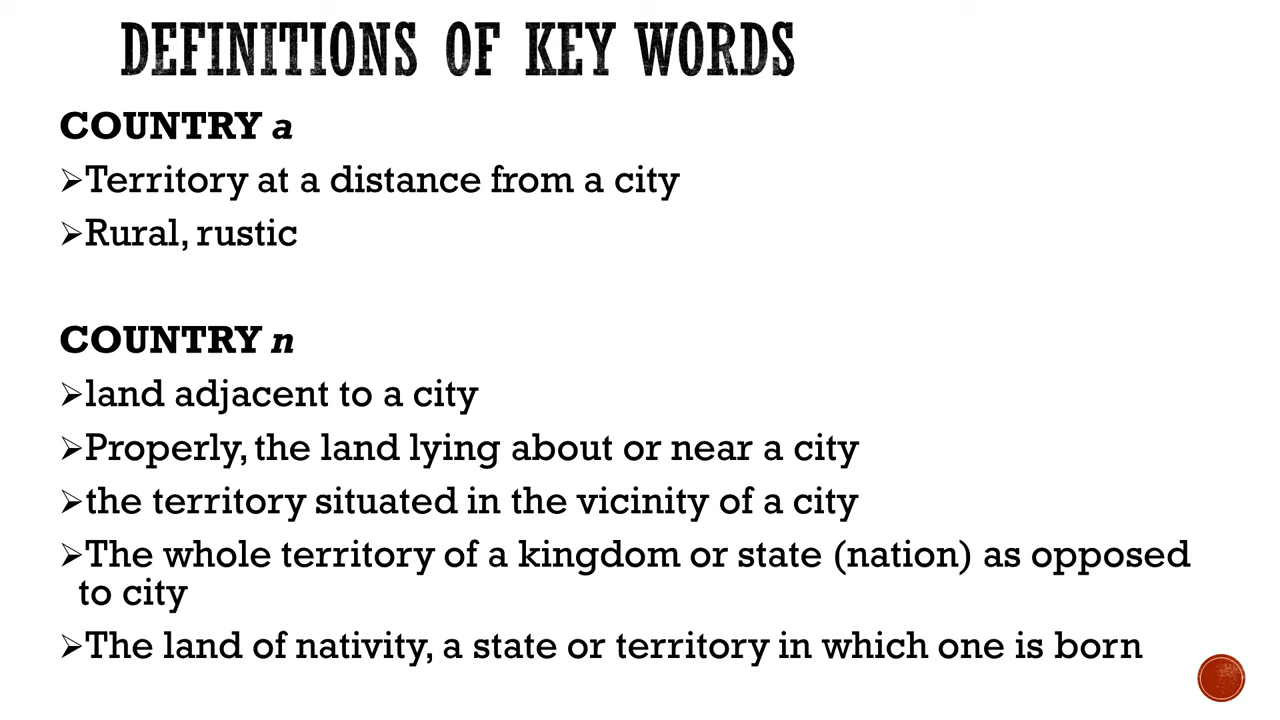 DEFINITIONS OF KEY WORDS
COUNTRY a
➢Territory at a distance from a city
➢Rural, rustic
COUNTRY n
➢land adjacent to a city
➢Properly, the land lying about or near a city
➢the territory situated in the vicinity of a city
➢The whole territory of a kingdom or state (nation) as opposed
to city
➢The land of nativity, a state or territory in which one is born